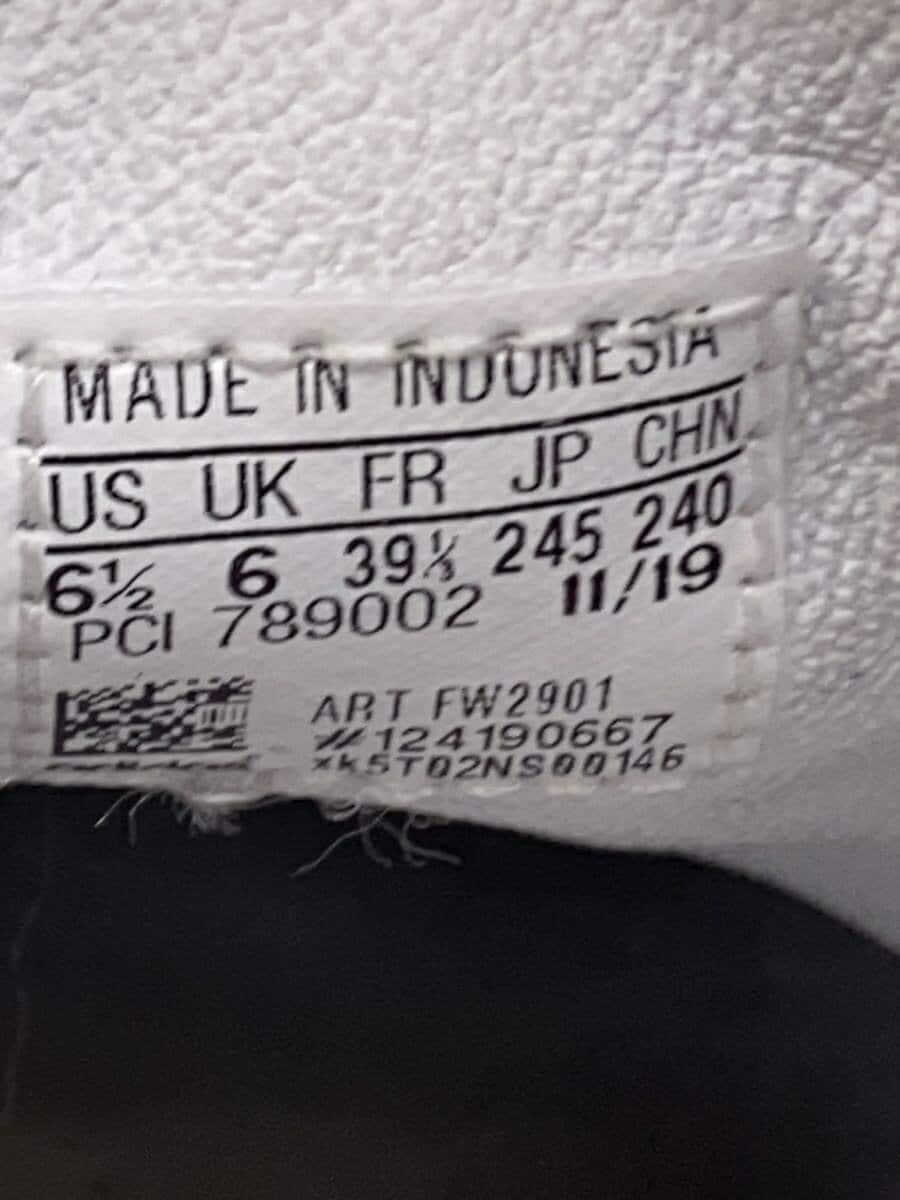 MADE IN INDONESIA
US UK FR JP CHN
6½ 6 39⅓ 245 240
PCI 789002 11/19
ART FW2901
124190667
XK5T02NS00146